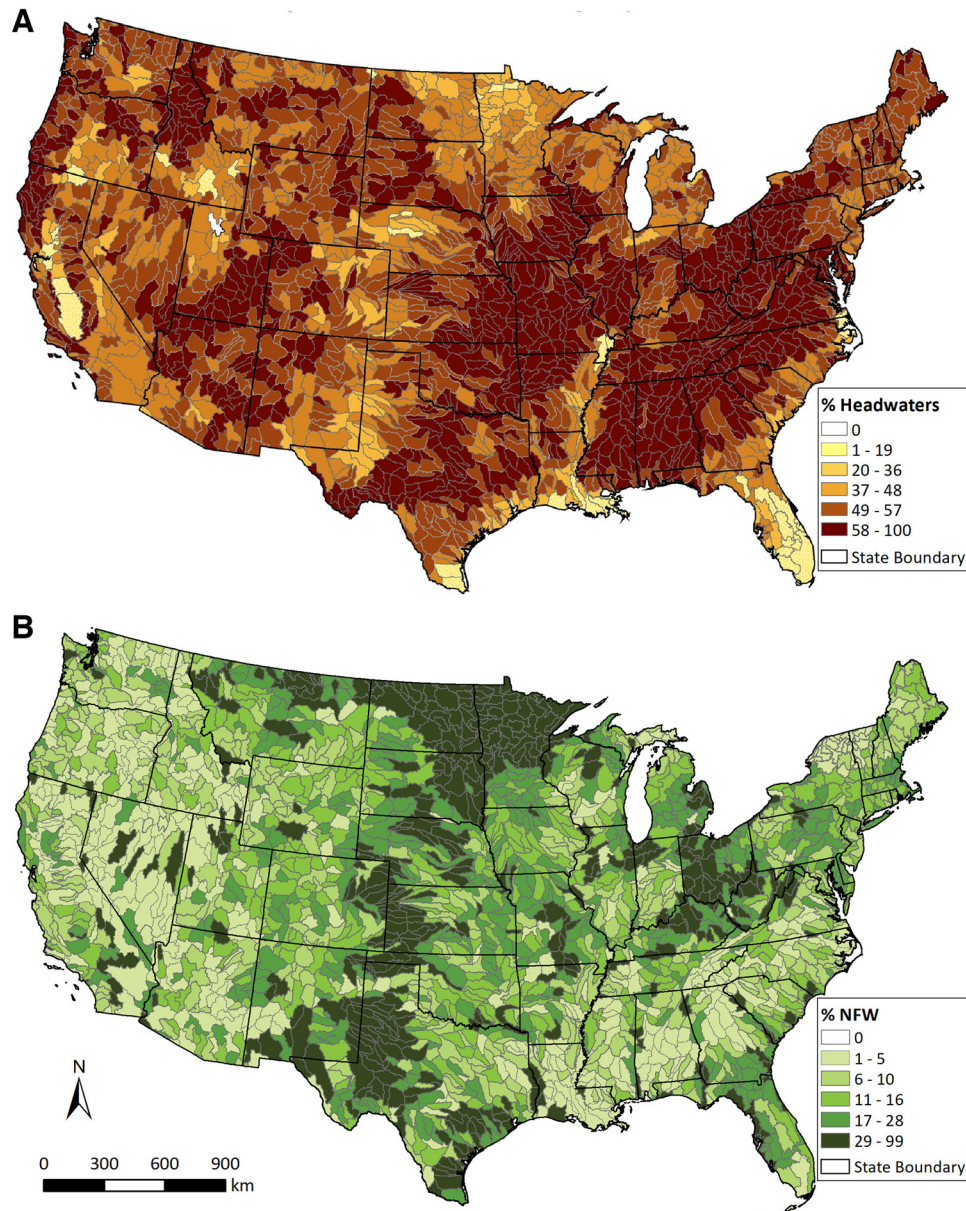 A
% Headwaters
0
1 - 19
20 - 36
37 - 48
49 - 57
58 - 100
State Boundary
B
% NFW
0
1 - 5
6 - 10
11 - 16
17 - 28
29 - 99
State Boundary
N
0 300 600 900
km